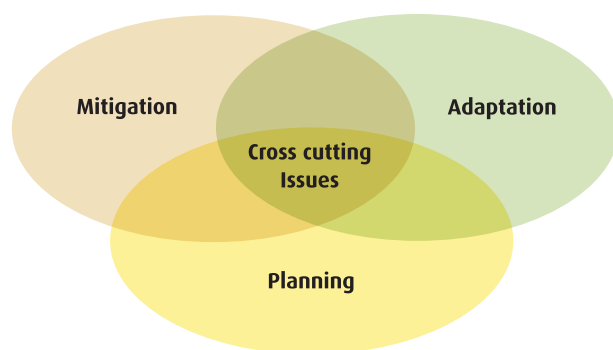 Mitigation
Adaptation
Cross cutting
Issues
Planning